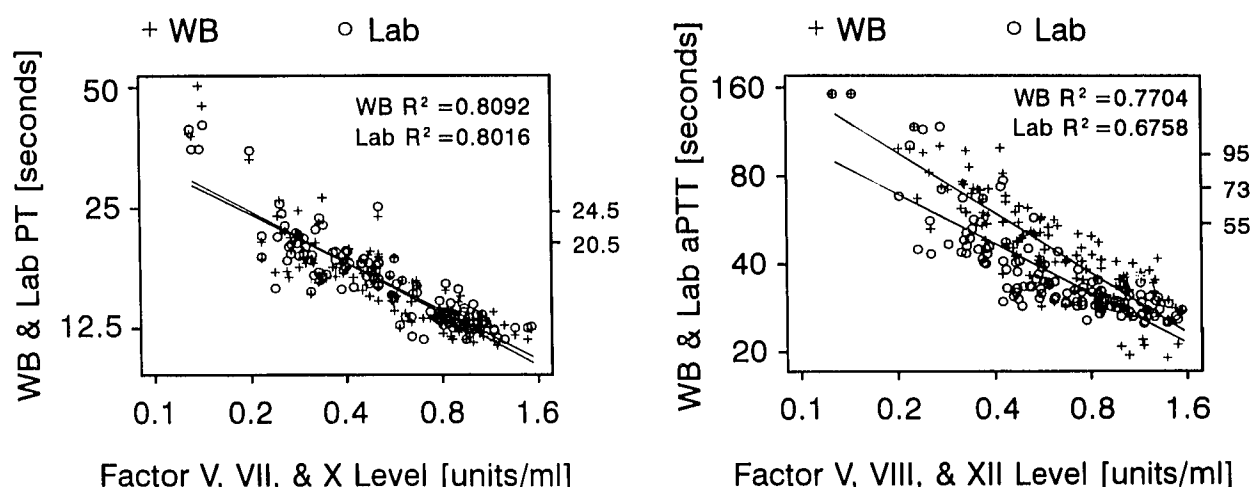 + WB o Lab
WB & Lab PT [seconds]
50
25
12.5
WB R² =0.8092
Lab R² =0.8016
24.5
20.5
0.1 0.2 0.4 0.8 1.6
Factor V, VII, & X Level [units/ml]
+ WB o Lab
WB & Lab aPTT [seconds]
160
80
40
20
WB R² =0.7704
Lab R² =0.6758
95
73
55
0.1 0.2 0.4 0.8 1.6
Factor V, VIII, & XII Level [units/ml]